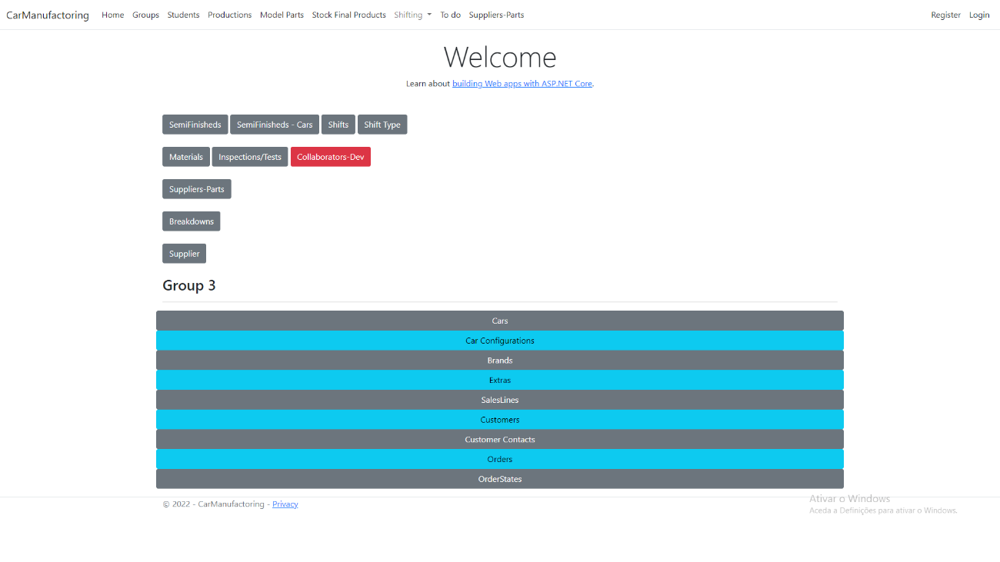 CarManufactoring Home Groups Students Productions Model Parts Stock Final Products Shifting To do Suppliers-Parts Register Login
Welcome
Learn about building Web apps with ASP.NET Core.
SemiFinisheds SemiFinisheds - Cars Shifts Shift Type
Materials Inspections/Tests Collaborators-Dev
Suppliers-Parts
Breakdowns
Supplier
Group 3
Cars
Car Configurations
Brands
Extras
SalesLines
Customers
Customer Contacts
Orders
OrderStates
© 2022 - CarManufactoring - Privacy
Ativar o Windows
Aceda a Definições para ativar o Windows.